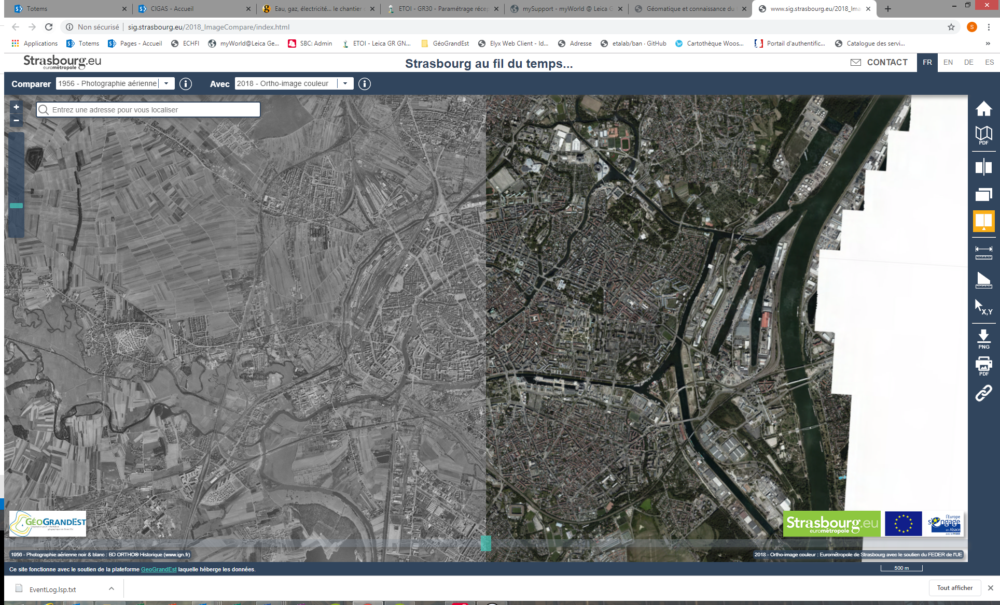 Totems
CIGAS - Accueil
Eau, gaz, électricité... le chantier
ETOI - GR30 - Paramétrage récep
mySupport - myWorld @ Leica G
Géomatique et connaissance du
www.sig.strasbourg.eu/2018_Ima
Non sécurisé
sig.strasbourg.eu/2018_ImageCompare/index.html
S
Applications
Totems
Pages - Accueil
ECHFI
myWorld@Leica Ge...
SBC: Admin
ETOI - Leica GR GN...
GéoGrandEst
Elyx Web Client - Id...
Adresse
etalab/ban · GitHub
Cartothèque Woos...
Portail d'authentific...
Catalogue des servi...
»
Strasbourg.eu
eurométropole
Strasbourg au fil du temps...
CONTACT
FR
EN
DE
ES
Comparer
1956 - Photographie aérienne
Avec
2018 - Ortho-image couleur
+
−
Entrez une adresse pour vous localiser
PDF
X,Y
PNG
PDF
GÉOGRANDEST
Strasbourg.eu
eurométropole
l'Europe
s'engage
en Alsace
avec le FEDER
1956 - Photographie aérienne noir & blanc : BD ORTHO® Historique (www.ign.fr)
2018 - Ortho-image couleur : Eurométropole de Strasbourg avec le soutien du FEDER de l'UE
Ce site fonctionne avec le soutien de la plateforme GeoGrandEst laquelle héberge les données.
500 m
EventLog.lsp.txt
Tout afficher